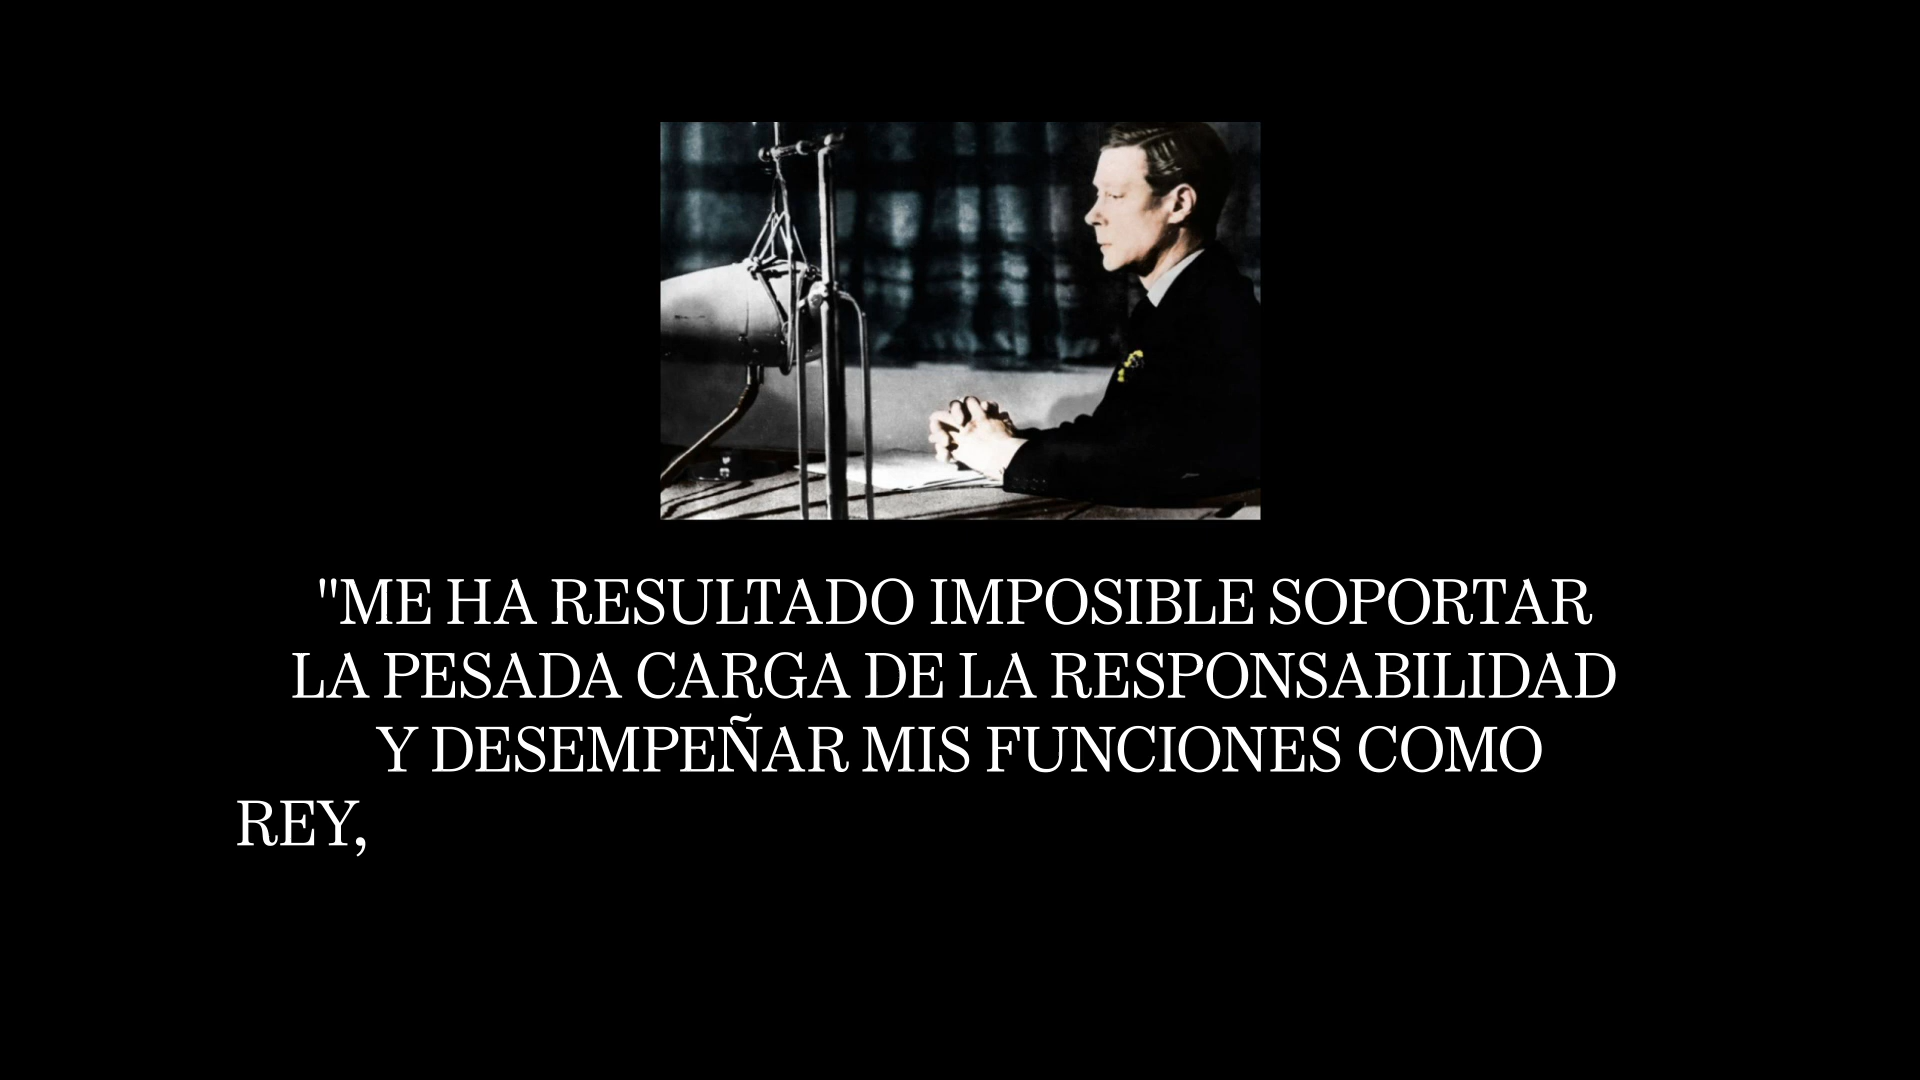 "ME HA RESULTADO IMPOSIBLE SOPORTAR
LA PESADA CARGA DE LA RESPONSABILIDAD
Y DESEMPEÑAR MIS FUNCIONES COMO
REY,